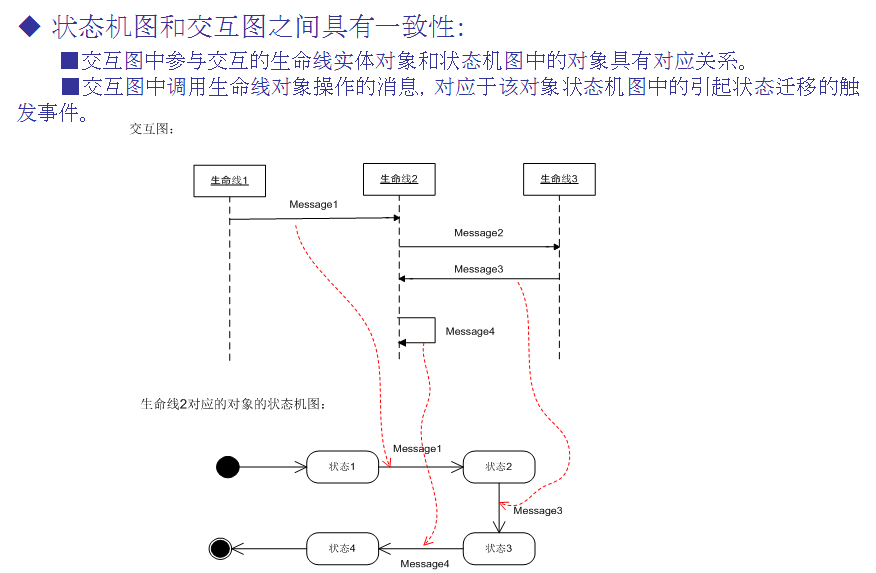 ◆ 状态机图和交互图之间具有一致性:
■交互图中参与交互的生命线实体对象和状态机图中的对象具有对应关系。
■交互图中调用生命线对象操作的消息, 对应于该对象状态机图中的引起状态迁移的触
发事件。
交互图:
生命线1
生命线2
生命线3
Message1
Message2
Message3
Message4
生命线2对应的对象的状态机图:
Message1
状态1
状态2
Message3
状态4
状态3
Message4